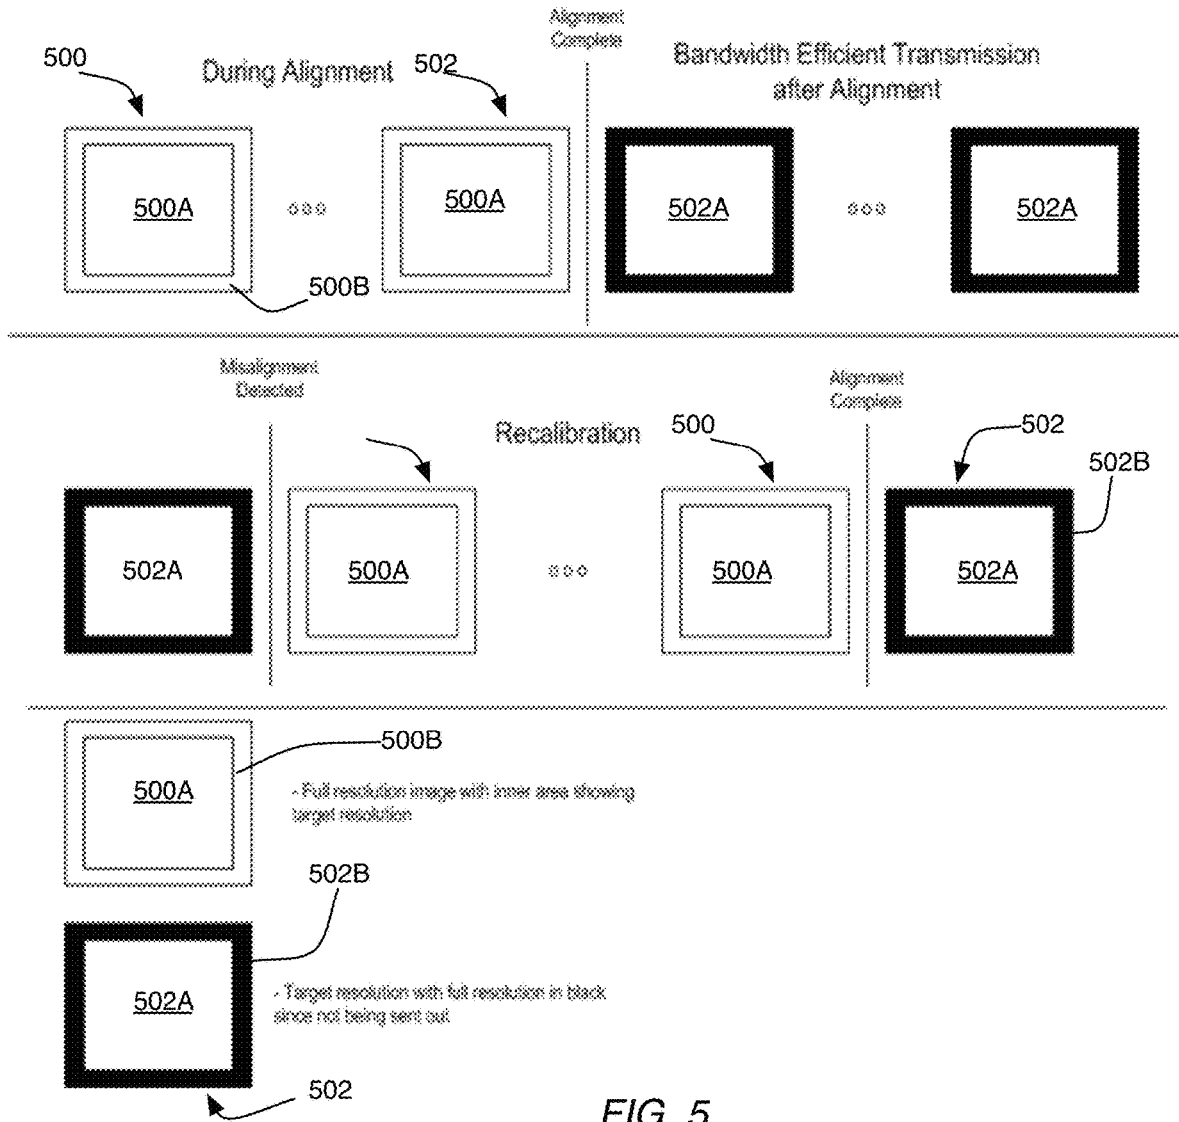 Alignment
Complete
500
During Alignment
502
Bandwidth Efficient Transmission
after Alignment
500A
500A
502A
502A
500B
Misalignment
Detected
Alignment
Complete
Recalibration
500
502
502B
502A
500A
500A
502A
500B
500A
- Full resolution image with inner area showing
target resolution
502B
502A
- Target resolution with full resolution in black
since not being sent out.
502
FIG. 5